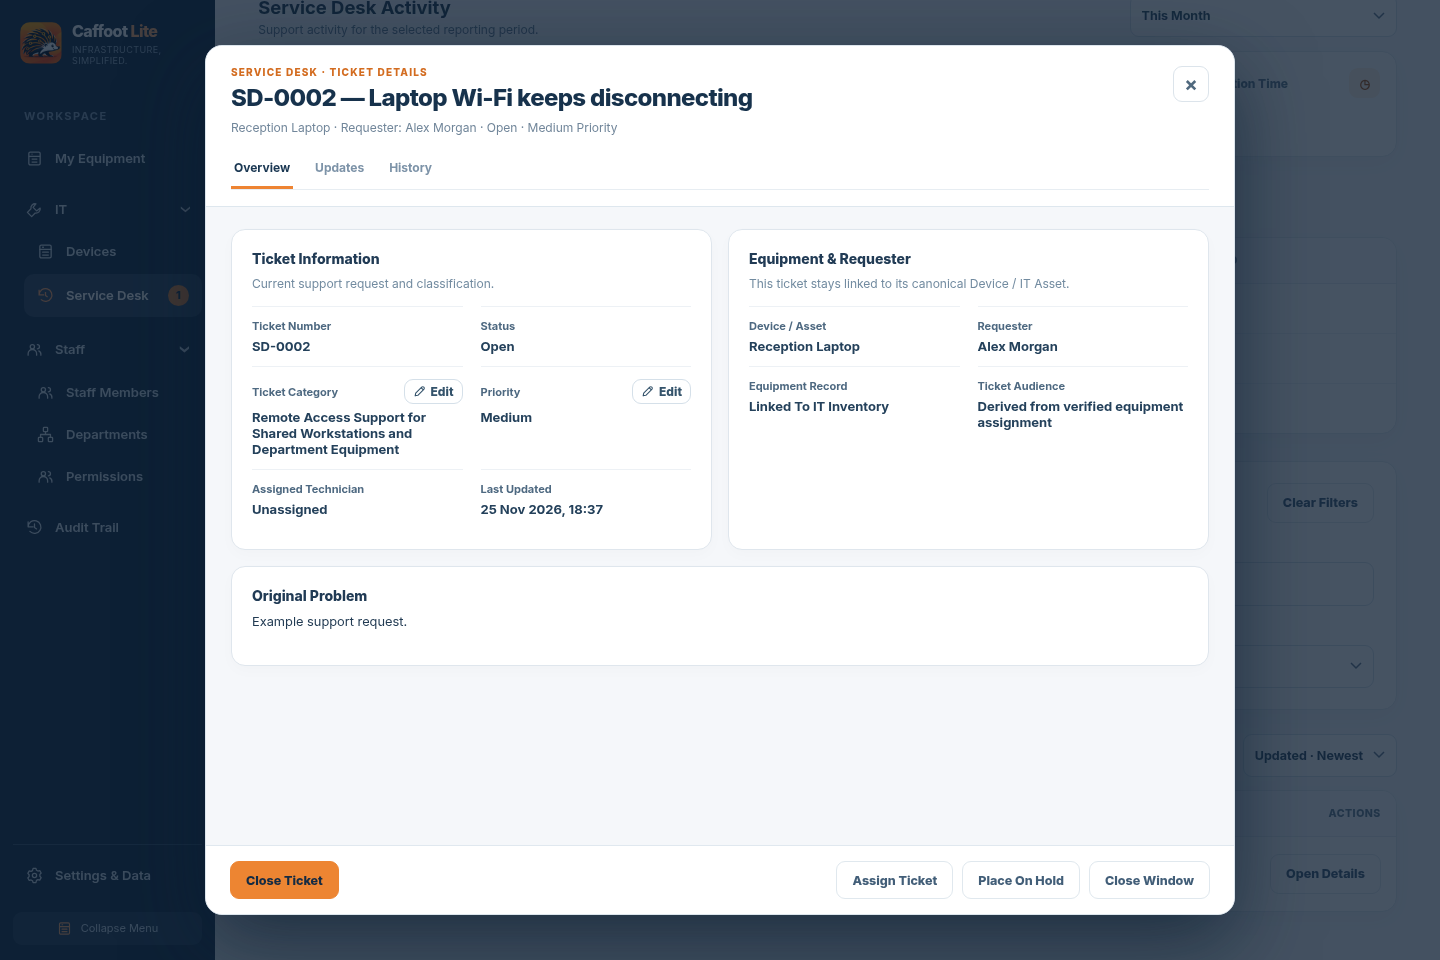 Caffoot Lite
INFRASTRUCTURE,
SIMPLIFIED.
WORKSPACE
My Equipment
IT
Devices
Service Desk 1
Staff
Staff Members
Departments
Permissions
Audit Trail
Settings & Data
Collapse Menu
Service Desk Activity
Support activity for the selected reporting period.
This Month
SERVICE DESK · TICKET DETAILS
SD-0002 — Laptop Wi-Fi keeps disconnecting
Reception Laptop · Requester: Alex Morgan · Open · Medium Priority
Overview Updates History
Ticket Information
Current support request and classification.
Ticket Number
SD-0002
Status
Open
Ticket Category
Edit
Remote Access Support for
Shared Workstations and
Department Equipment
Priority
Edit
Medium
Assigned Technician
Unassigned
Last Updated
25 Nov 2026, 18:37
Equipment & Requester
This ticket stays linked to its canonical Device / IT Asset.
Device / Asset
Reception Laptop
Requester
Alex Morgan
Equipment Record
Linked To IT Inventory
Ticket Audience
Derived from verified equipment
assignment
Original Problem
Example support request.
Close Ticket
Assign Ticket
Place On Hold
Close Window
Time
Clear Filters
Updated · Newest
ACTIONS
Open Details